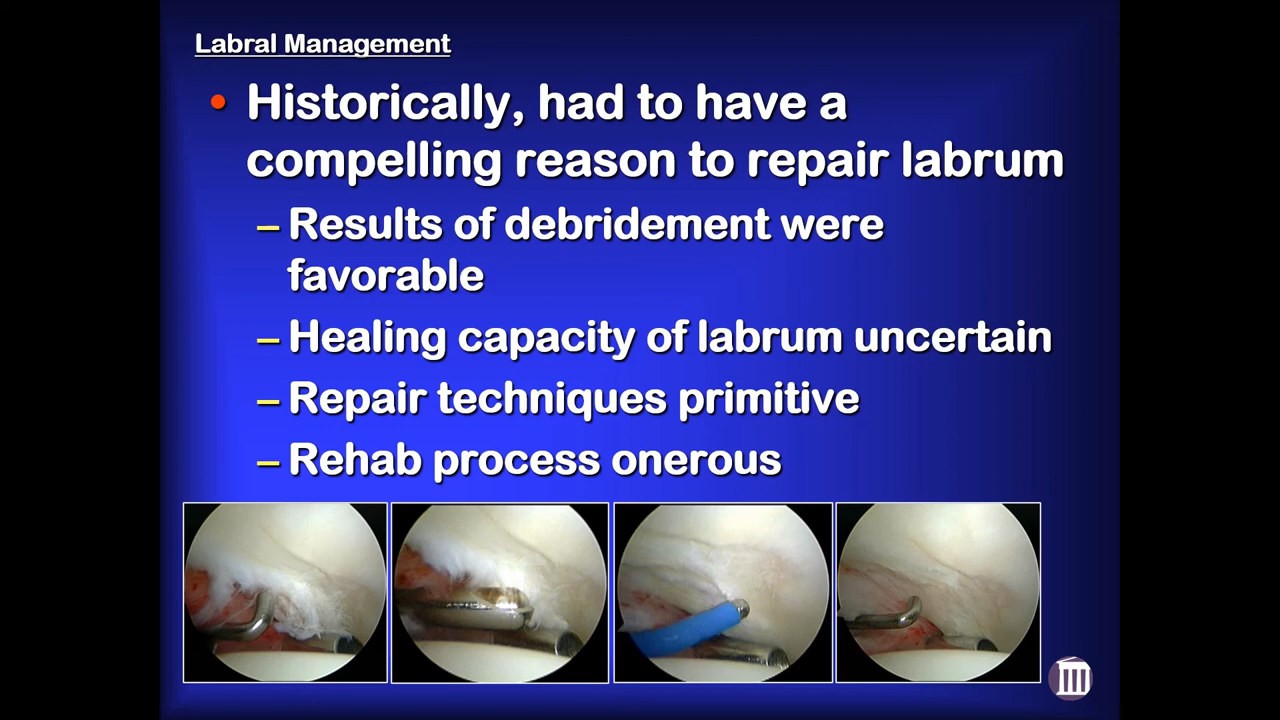 Labral Management
• Historically, had to have a
compelling reason to repair labrum
– Results of debridement were
favorable
– Healing capacity of labrum uncertain
– Repair techniques primitive
– Rehab process onerous